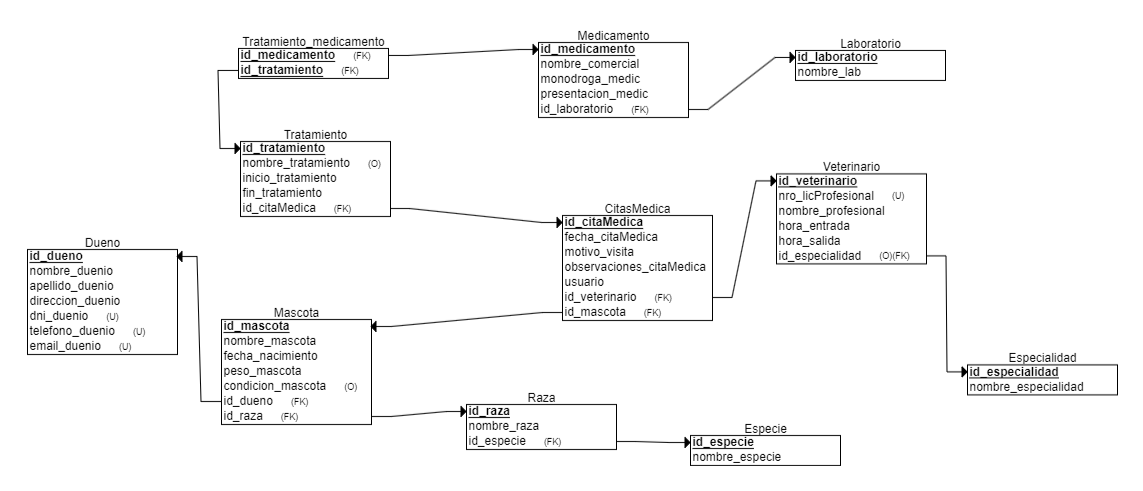 Tratamiento_medicamento
id_medicamento (FK)
id_tratamiento (FK)
Medicamento
id_medicamento
nombre_comercial
monodroga_medic
presentacion_medic
id_laboratorio (FK)
Laboratorio
id_laboratorio
nombre_lab
Tratamiento
id_tratamiento
nombre_tratamiento (O)
inicio_tratamiento
fin_tratamiento
id_citaMedica (FK)
CitasMedica
id_citaMedica
fecha_citaMedica
motivo_visita
observaciones_citaMedica
usuario
id_veterinario (FK)
id_mascota (FK)
Veterinario
id_veterinario
nro_licProfesional (U)
nombre_profesional
hora_entrada
hora_salida
id_especialidad (O)(FK)
Dueno
id_dueno
nombre_duenio
apellido_duenio
direccion_duenio
dni_duenio (U)
telefono_duenio (U)
email_duenio (U)
Mascota
id_mascota
nombre_mascota
fecha_nacimiento
peso_mascota
condicion_mascota (O)
id_dueno (FK)
id_raza (FK)
Raza
id_raza
nombre_raza
id_especie (FK)
Especie
id_especie
nombre_especie
Especialidad
id_especialidad
nombre_especialidad